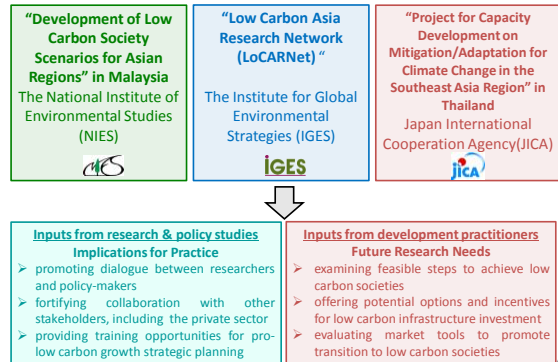 “Development of Low
Carbon Society
Scenarios for Asian
Regions” in Malaysia
The National Institute of
Environmental Studies
(NIES)
NIES
“Low Carbon Asia
Research Network
(LoCARNet) “
The Institute for Global
Environmental
Strategies (IGES)
IGES
“Project for Capacity
Development on
Mitigation/Adaptation for
Climate Change in the
Southeast Asia Region” in
Thailand
Japan International
Cooperation Agency(JICA)
jICA
Inputs from research & policy studies
Implications for Practice
➢ promoting dialogue between researchers
and policy-makers
➢ fortifying collaboration with other
stakeholders, including the private sector
➢ providing training opportunities for pro-
low carbon growth strategic planning
Inputs from development practitioners
Future Research Needs
➢ examining feasible steps to achieve low
carbon societies
➢ offering potential options and incentives
for low carbon infrastructure investment
➢ evaluating market tools to promote
transition to low carbon societies